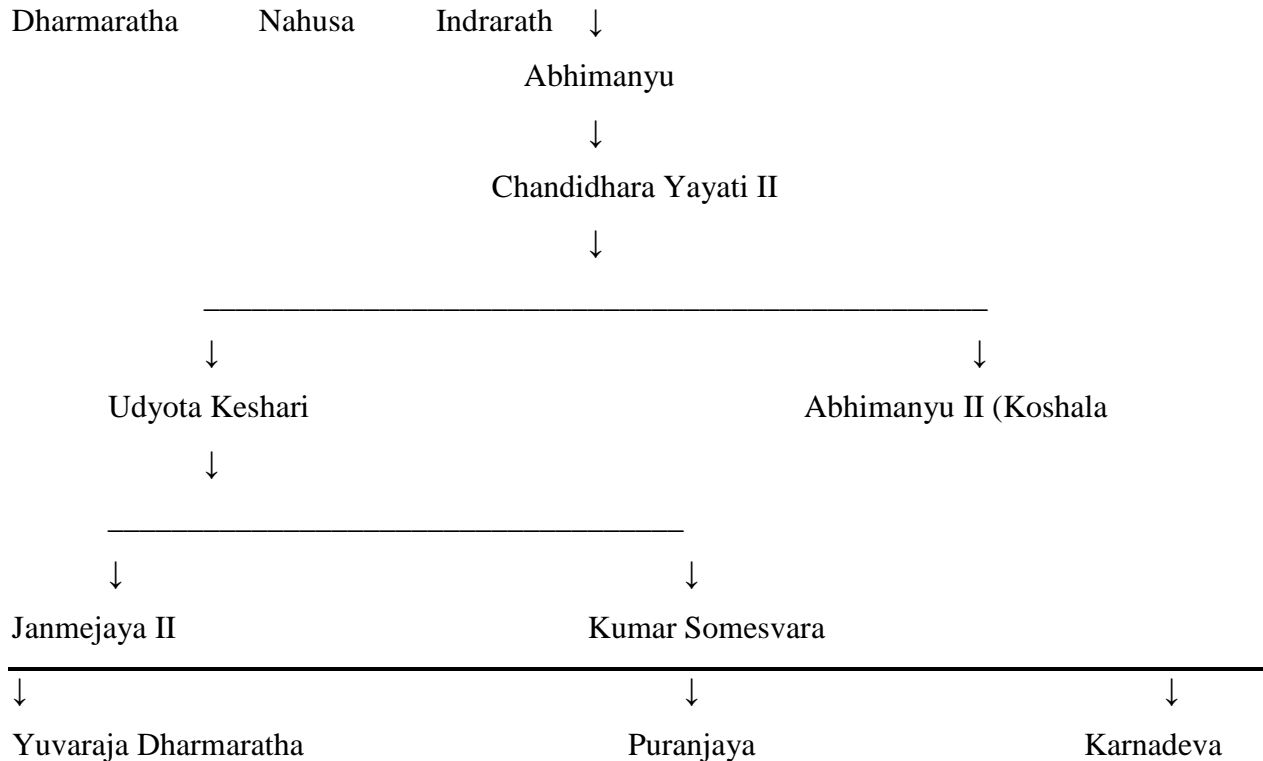 Dharmaratha Nahusa Indrarath ↓
Abhimanyu
↓
Chandidhara Yayati II
↓
↓ ↓
Udyota Keshari Abhimanyu II (Koshala
↓
↓ ↓
Janmejaya II Kumar Somesvara
↓ ↓ ↓
Yuvaraja Dharmaratha Puranjaya Karnadeva